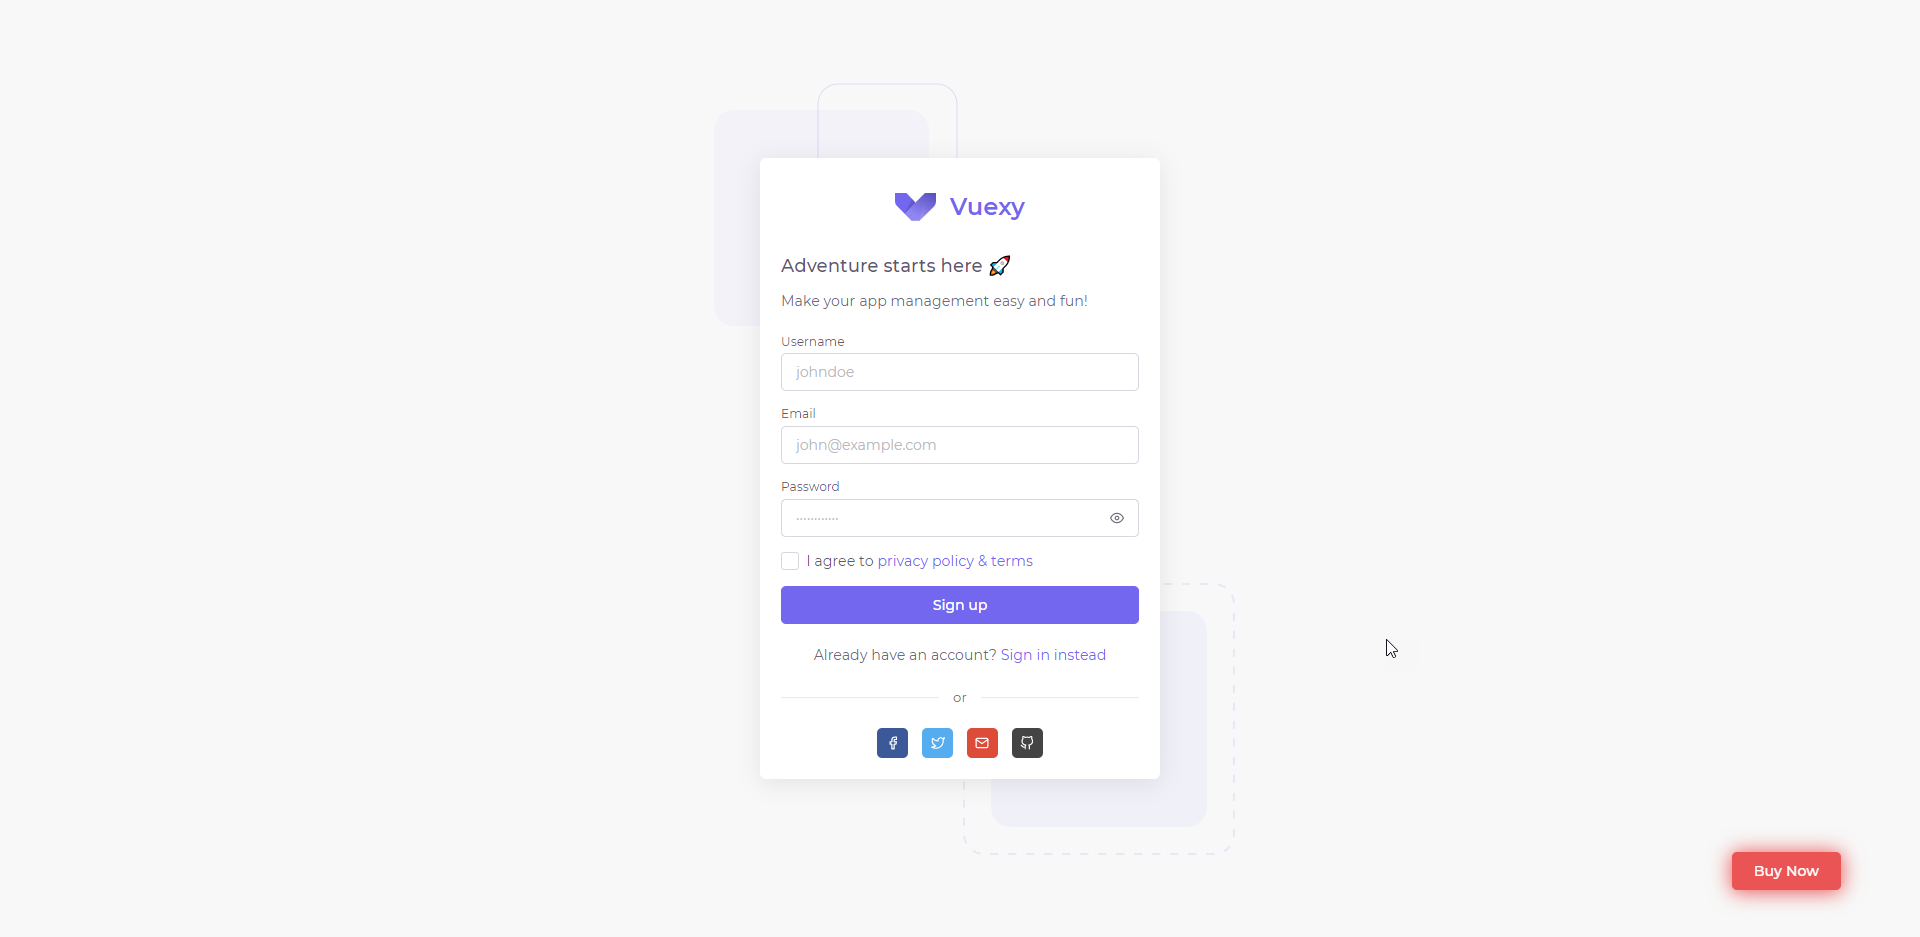 Vuexy
Adventure starts here 🚀
Make your app management easy and fun!
Username
johndoe
Email
john@example.com
Password
············
I agree to privacy policy & terms
Sign up
Already have an account? Sign in instead
or
Buy Now